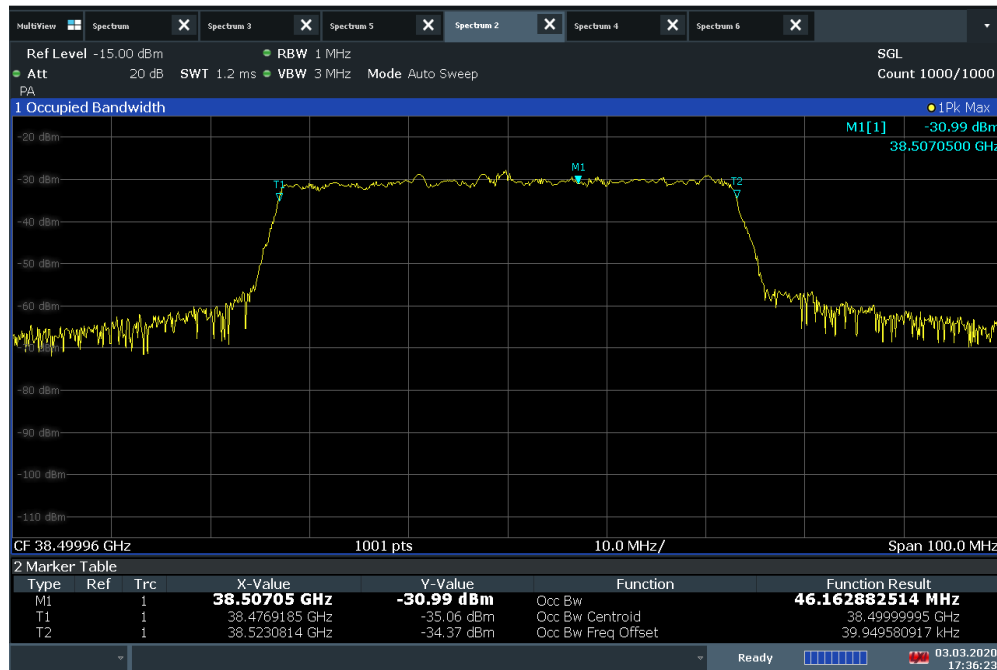 MultiView Spectrum Spectrum 3 Spectrum 5 Spectrum 2 Spectrum 4 Spectrum 6
Ref Level -15.00 dBm RBW 1 MHz SGL
Att 20 dB SWT 1.2 ms VBW 3 MHz Mode Auto Sweep Count 1000/1000
PA
1 Occupied Bandwidth 1Pk Max
M1[1] -30.99 dBm
38.5070500 GHz
-20 dBm
M1
-30 dBm
T1 T2
-40 dBm
-50 dBm
-60 dBm
-70 dBm
-80 dBm
-90 dBm
-100 dBm
-110 dBm
CF 38.49996 GHz 1001 pts 10.0 MHz/ Span 100.0 MHz
2 Marker Table
Type Ref Trc X-Value Y-Value Function Function Result
M1 1 38.50705 GHz -30.99 dBm Occ Bw 46.162882514 MHz
T1 1 38.4769185 GHz -35.06 dBm Occ Bw Centroid 38.49999995 GHz
T2 1 38.5230814 GHz -34.37 dBm Occ Bw Freq Offset 39.949580917 kHz
Ready 03.03.2020
17:36:23